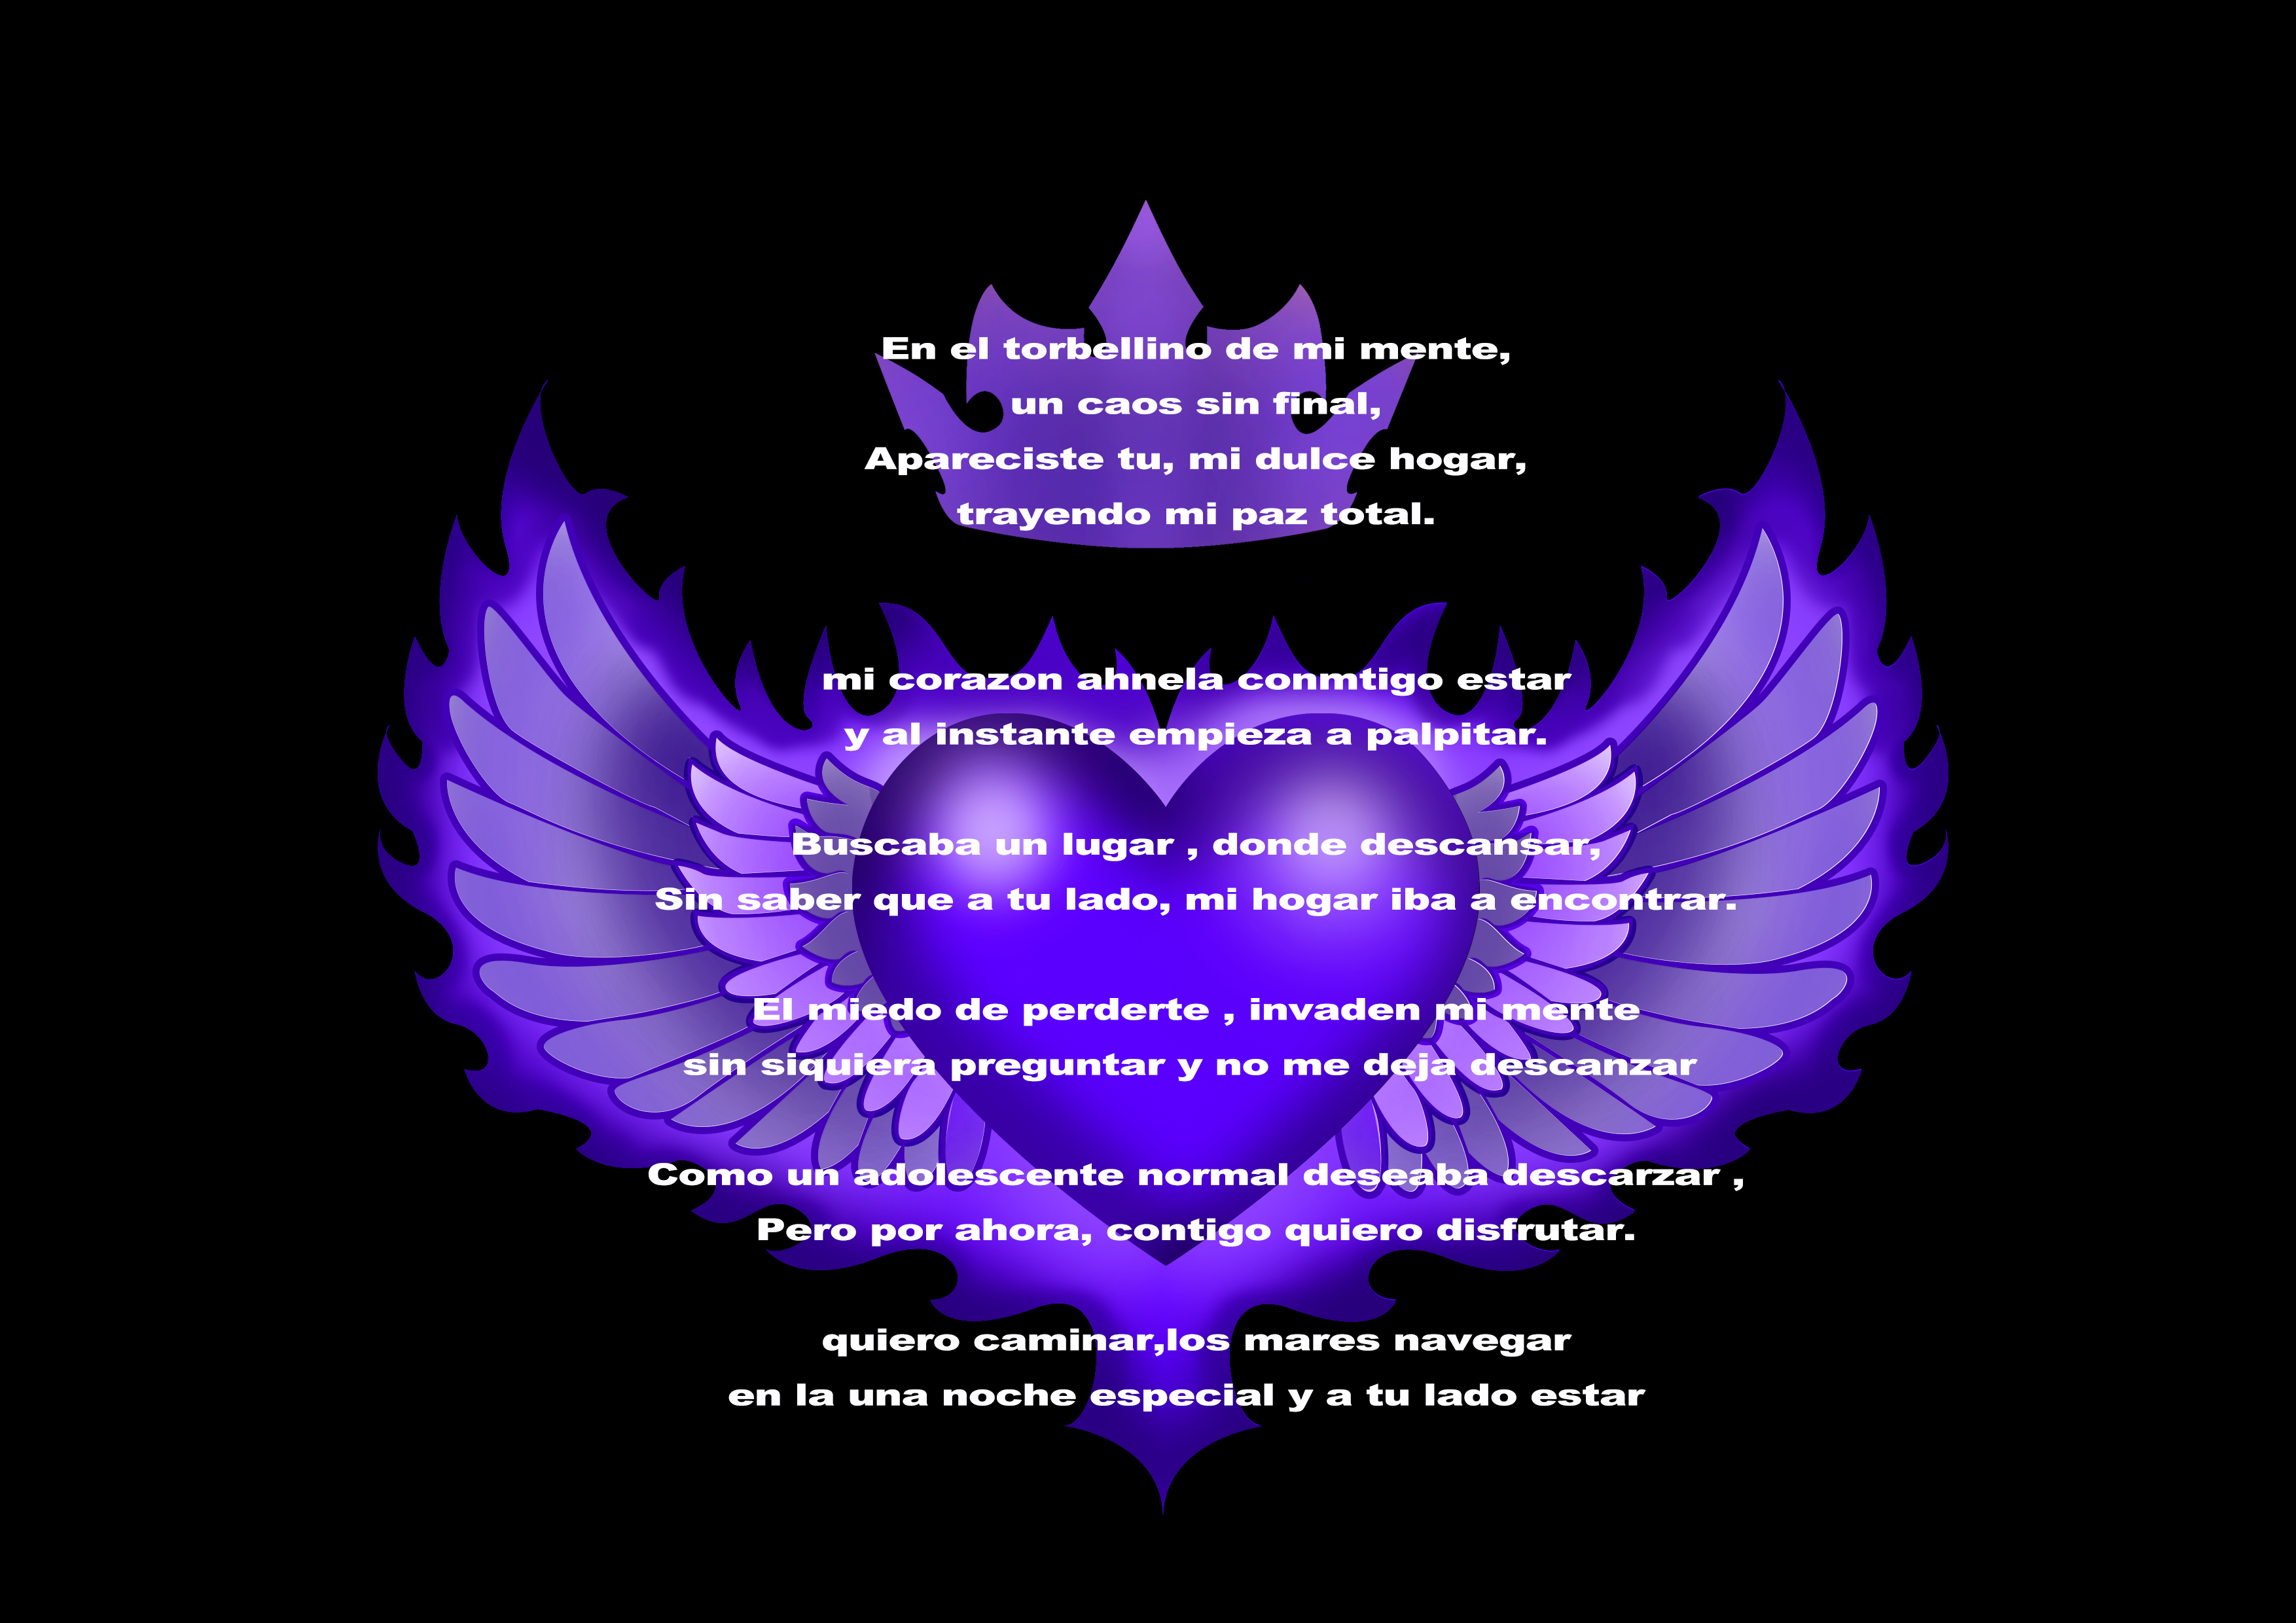 En el torbellino de mi mente,
un caos sin final,
Apareciste tu, mi dulce hogar,
trayendo mi paz total.
mi corazon ahnela conmtigo estar
y al instante empieza a palpitar.
Buscaba un lugar , donde descansar,
Sin saber que a tu lado, mi hogar iba a encontrar.
El miedo de perderte , invaden mi mente
sin siquiera preguntar y no me deja descanzar
Como un adolescente normal deseaba descarzar ,
Pero por ahora, contigo quiero disfrutar.
quiero caminar,los mares navegar
en la una noche especial y a tu lado estar